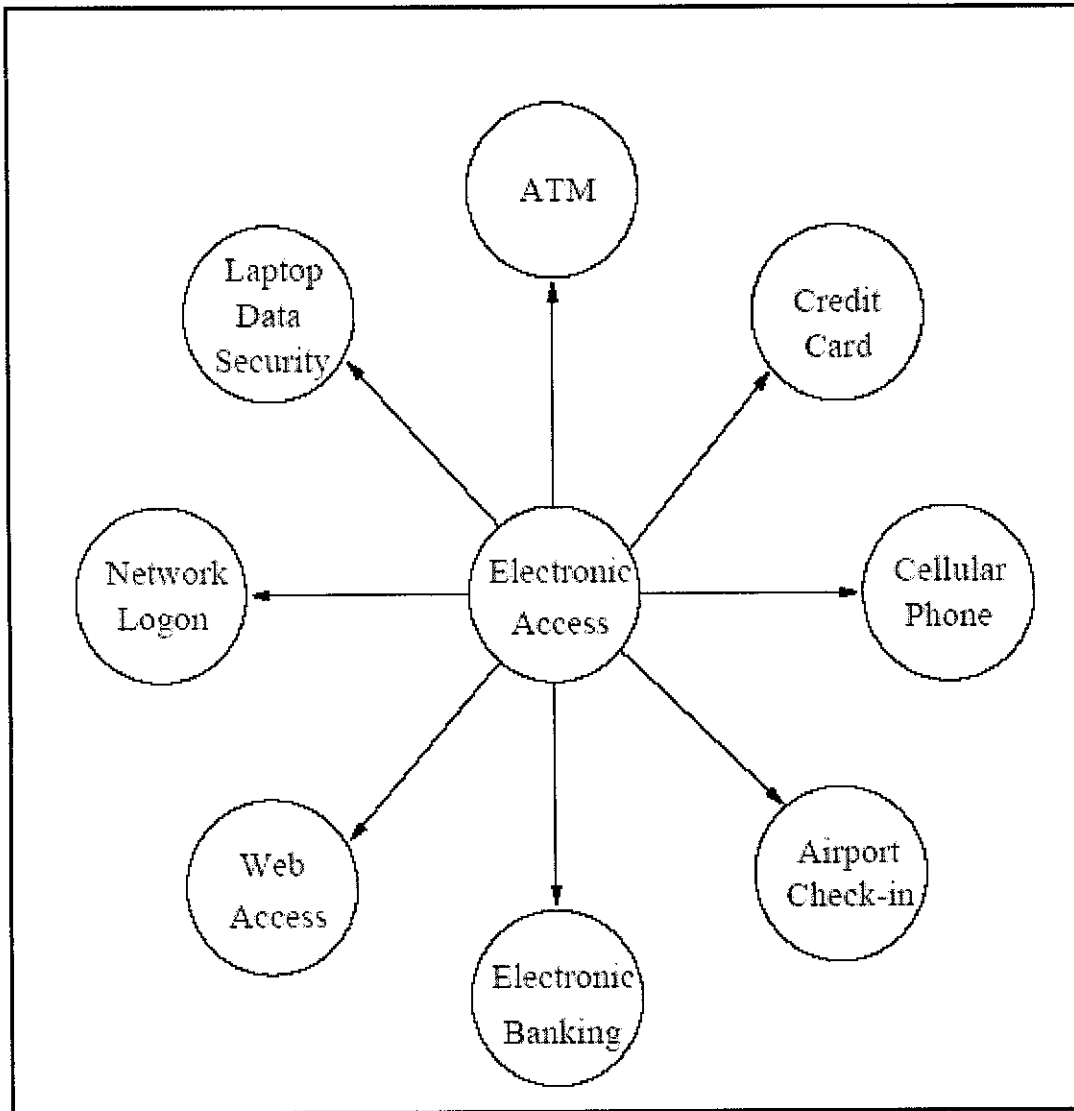 ATM
Laptop
Data
Security
Credit
Card
Network
Logon
Electronic
Access
Cellular
Phone
Web
Access
Electronic
Banking
Airport
Check-in